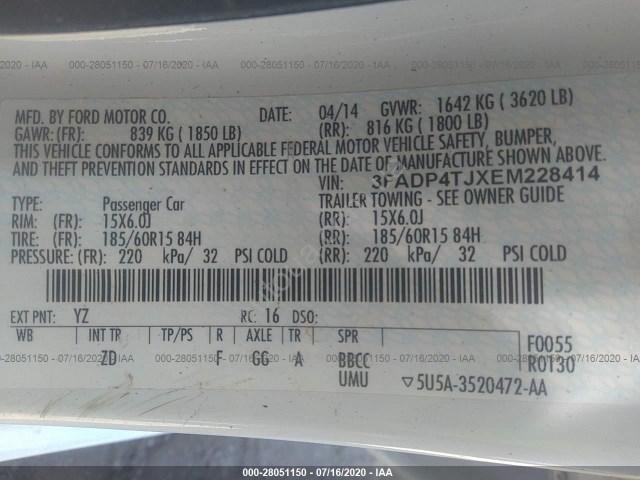 000-28051150 - 07/16/2020 - IAA
MFD. BY FORD MOTOR CO. DATE: 04/14 GVWR: 1642 KG ( 3620 LB)
GAWR: (FR): 839 KG ( 1850 LB) (RR): 816 KG ( 1800 LB)
THIS VEHICLE CONFORMS TO ALL APPLICABLE FEDERAL MOTOR VEHICLE SAFETY, BUMPER,
AND THEFT PREVENTION STANDARDS IN EFFECT ON THE DATE OF MANUFACTURE SHOWN ABOVE.
VIN: 3FADP4TJXEM228414
TYPE: Passenger Car TRAILER TOWING - SEE OWNER GUIDE
RIM: (FR): 15X6.0J (RR): 15X6.0J
TIRE: (FR): 185/60R15 84H (RR): 185/60R15 84H
PRESSURE: (FR): 220 kPa/ 32 PSI COLD (RR): 220 kPa/ 32 PSI COLD
EXT PNT: YZ RC: 16 DSO:
WB INT TR TP/PS R AXLE TR SPR F0055
ZD F GG A BBCC R0130
UMU ▽5U5A-3520472-AA
000-28051150 - 07/16/2020 - IAA